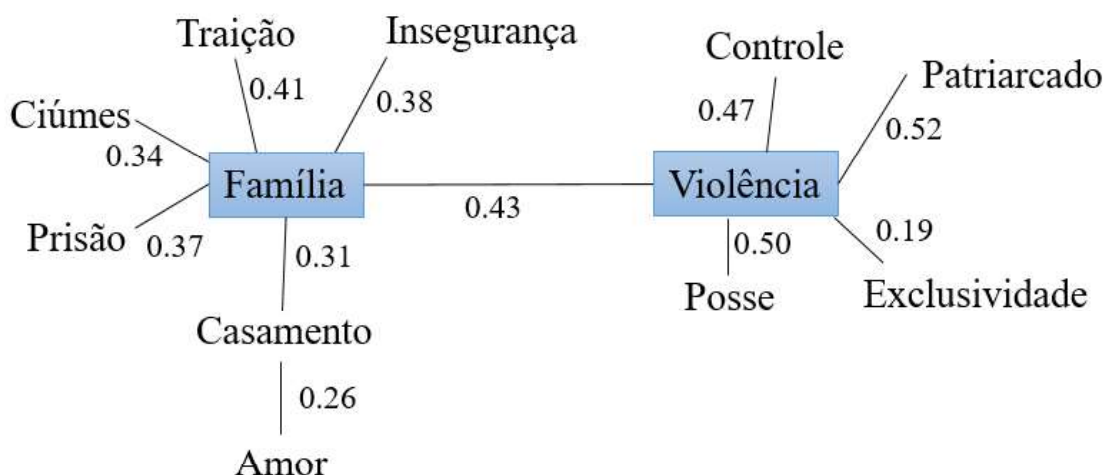 Traição
Insegurança
Controle
Patriarcado
0.41
0.38
0.47
0.52
Ciúmes
0.34
Família
0.43
Violência
Prisão
0.37
0.31
0.50
0.19
Posse
Exclusividade
Casamento
0.26
Amor